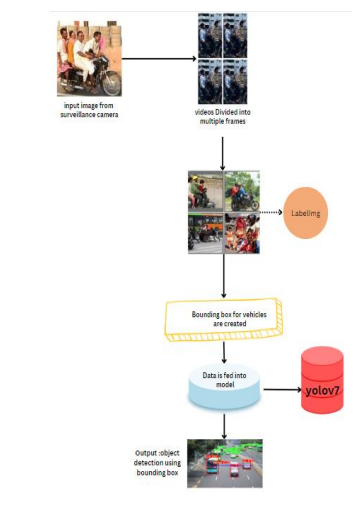 input image from
surveillance camera
videos Divided into
multiple frames
LabelImg
Bounding box for vehicles
are created
Data is fed into
model
yolov7
Output :object
detection using
bounding box